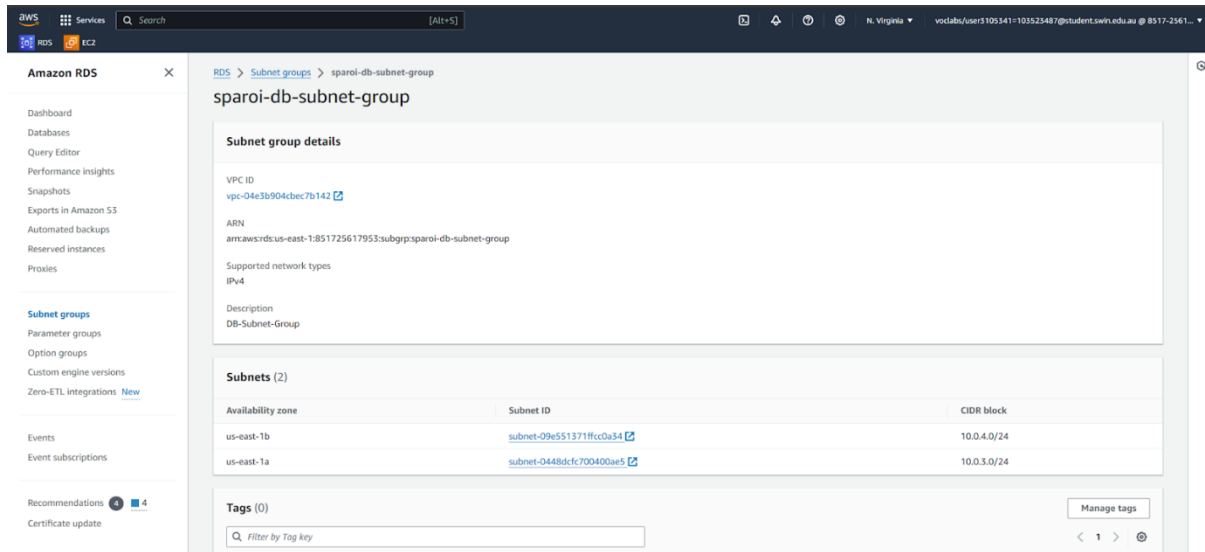 aws Services Search [Alt+S] N. Virginia ▼ voclabs/user3105341=103523487@student.swin.edu.au @ 8517-2561... ▼
RDS EC2
Amazon RDS
Dashboard
Databases
Query Editor
Performance insights
Snapshots
Exports in Amazon S3
Automated backups
Reserved instances
Proxies
Subnet groups
Parameter groups
Option groups
Custom engine versions
Zero-ETL integrations New
Events
Event subscriptions
Recommendations 4 4
Certificate update
RDS > Subnet groups > sparoi-db-subnet-group
sparoi-db-subnet-group
Subnet group details
VPC ID
vpc-04e3b904cbec7b142
ARN
arn:aws:rds:us-east-1:851725617953:subgrp:sparoi-db-subnet-group
Supported network types
IPv4
Description
DB-Subnet-Group
Subnets (2)
Availability zone Subnet ID CIDR block
us-east-1b subnet-09e551371ffcc0a34 10.0.4.0/24
us-east-1a subnet-0448dcfc700400ae5 10.0.3.0/24
Tags (0) Manage tags
Filter by Tag key < 1 >